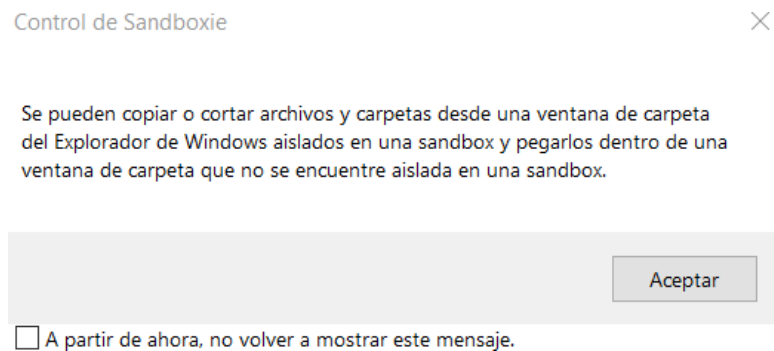 Control de Sandboxie
Se pueden copiar o cortar archivos y carpetas desde una ventana de carpeta
del Explorador de Windows aislados en una sandbox y pegarlos dentro de una
ventana de carpeta que no se encuentre aislada en una sandbox.
Aceptar
A partir de ahora, no volver a mostrar este mensaje.